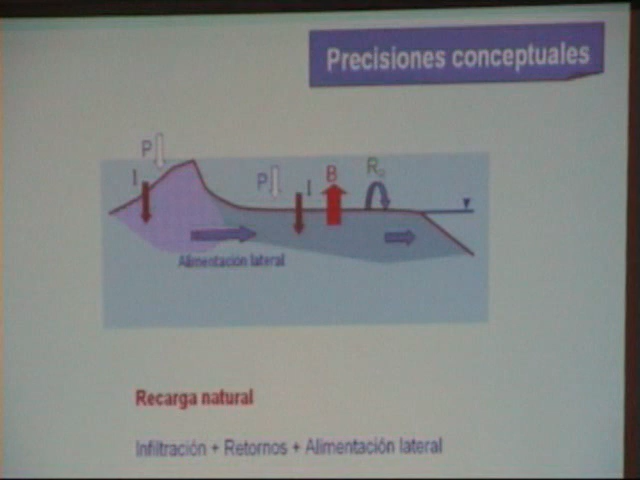 Precisiones conceptuales
P
I
P
I
B
R
Alimentación lateral
Recarga natural
Infiltración + Retornos + Alimentación lateral